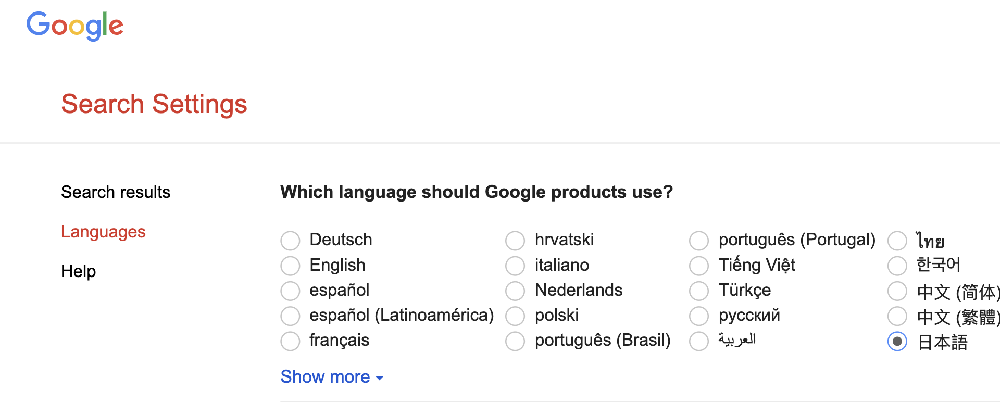 Google
Search Settings
Search results
Languages
Help
Which language should Google products use?
Deutsch
English
español
español (Latinoamérica)
français
hrvatski
italiano
Nederlands
polski
português (Brasil)
português (Portugal)
Tiếng Việt
Türkçe
русский
العربية
ไทย
한국어
中文 (简体)
中文 (繁體)
日本語
Show more